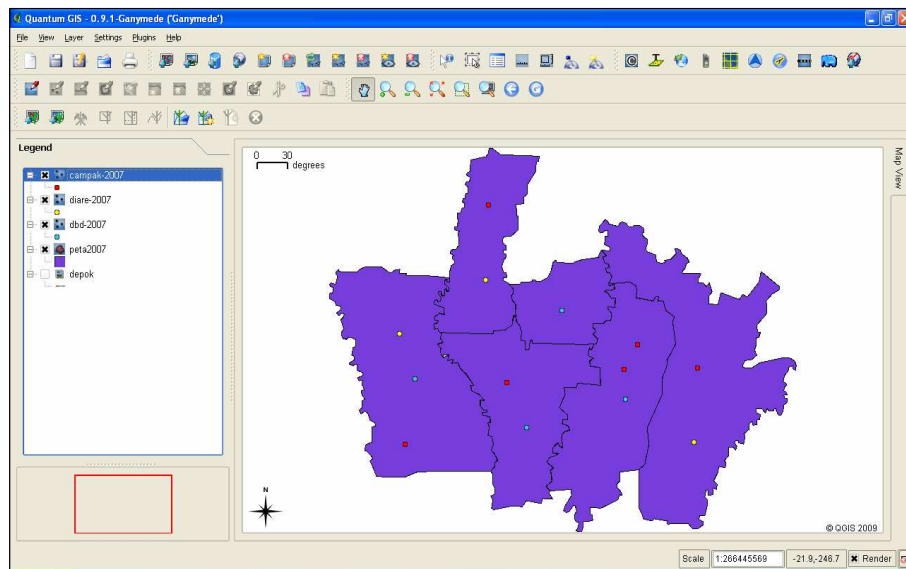 Quantum GIS - 0.9.1-Ganymede ('Ganymede')
File View Layer Settings Plugins Help
Legend
campak-2007
diare-2007
dbd-2007
peta2007
depok
0 30
degrees
Map View
N
© QGIS 2009
Scale 1:266445569 -21.9,-246.7 Render